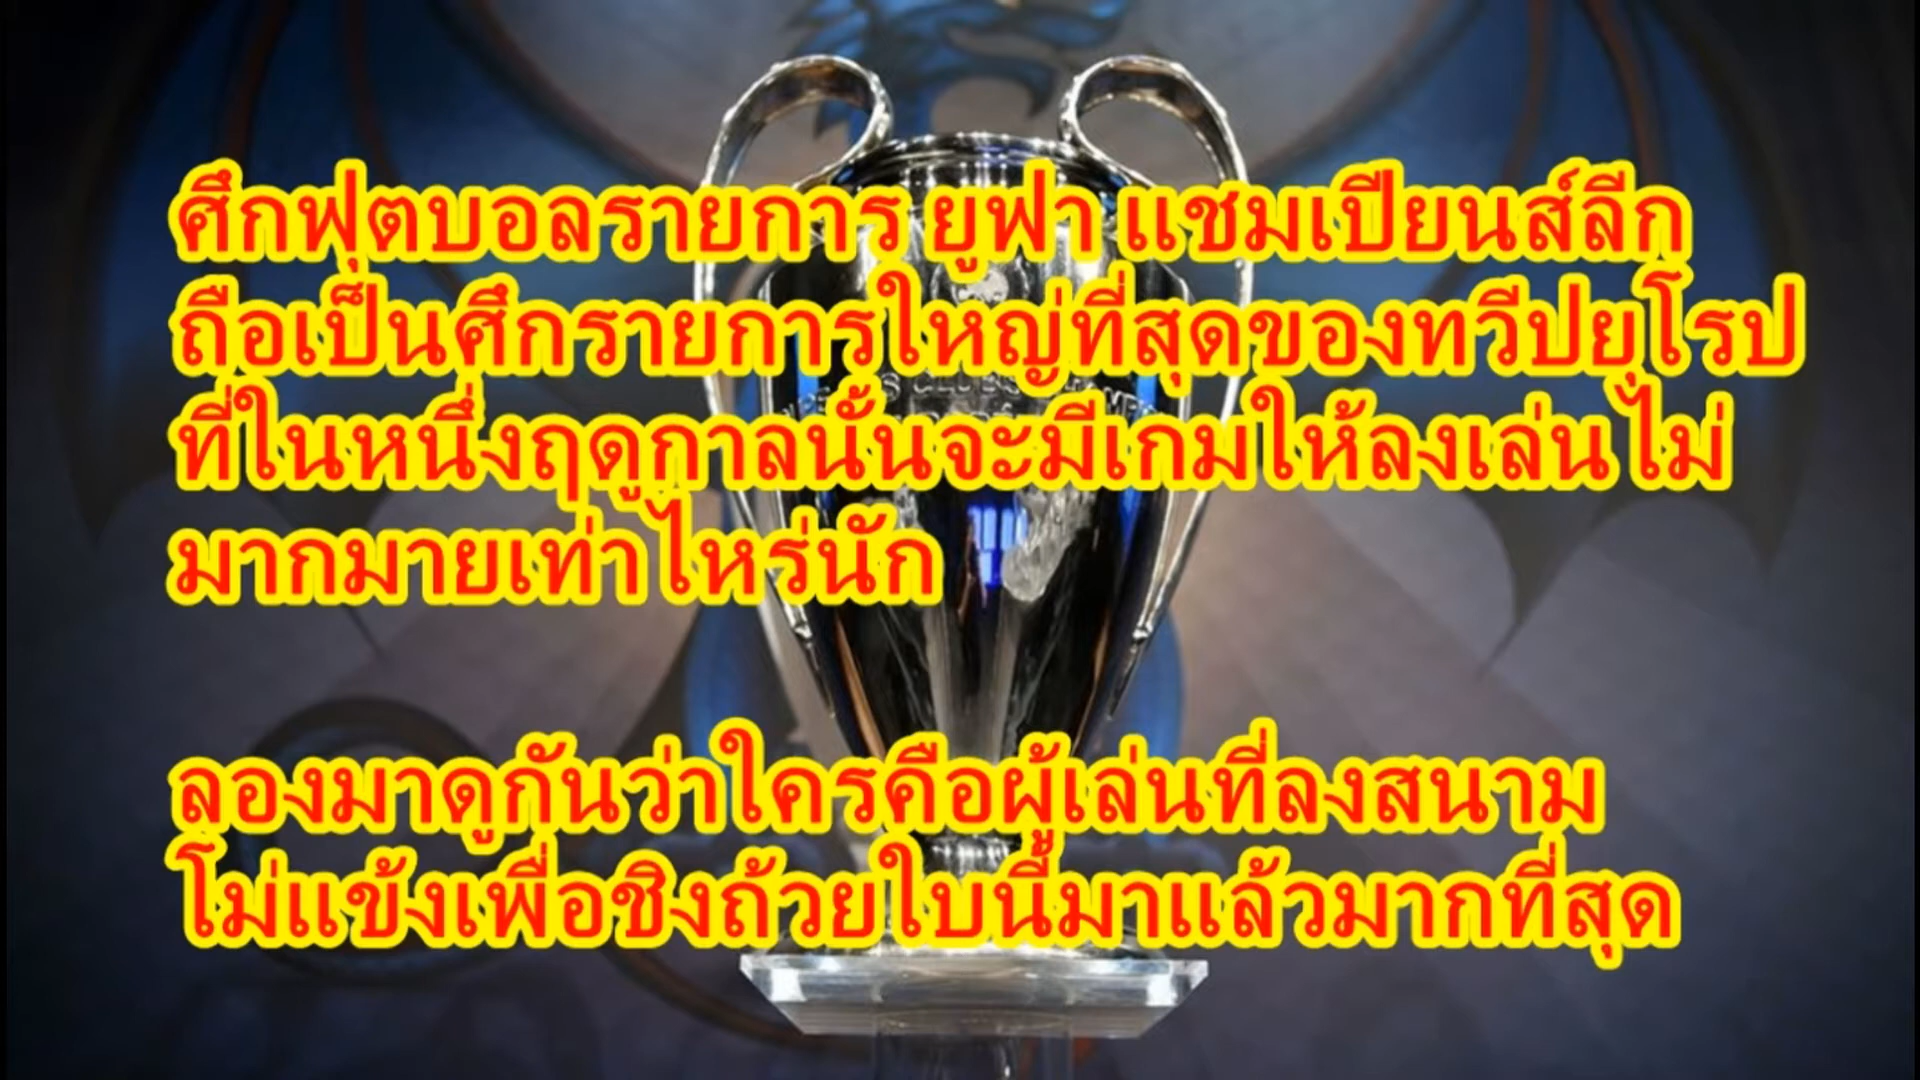 ศึกฟุตบอลรายการ ยูฟา แชมเปียนส์ลีก
ถือเป็นศึกรายการใหญ่ที่สุดของทวีปยุโรป
ที่ในหนึ่งฤดูกาลนั้นจะมีเกมให้ลงเล่นไม่
มากมายเท่าไหร่นัก
ลองมาดูกันว่าใครคือผู้เล่นที่ลงสนาม
โม่แข้งเพื่อชิงถ้วยใบนี้มาแล้วมากที่สุด